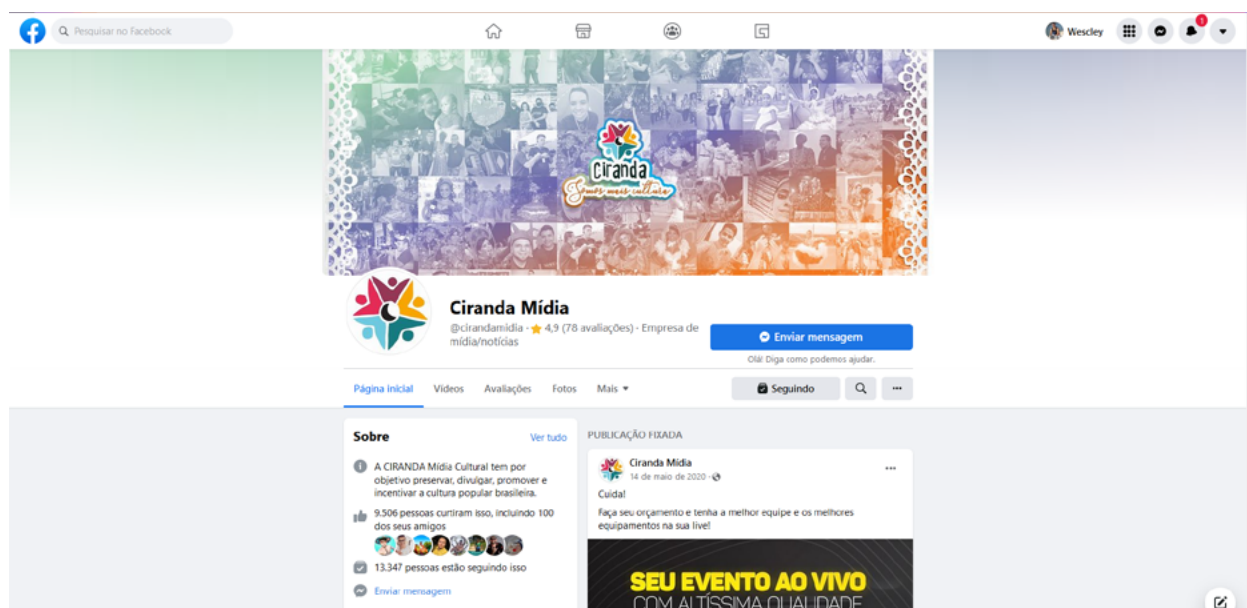 Pesquisar no Facebook
Wescley
1
Ciranda
Somos mais cultura
Ciranda Mídia
@cirandamidia · 4,9 (78 avaliações) · Empresa de
mídia/notícias
Enviar mensagem
Olá! Diga como podemos ajudar.
Página inicial Vídeos Avaliações Fotos Mais
Seguindo
Sobre
Ver tudo
A CIRANDA Mídia Cultural tem por
objetivo preservar, divulgar, promover e
incentivar a cultura popular brasileira.
9.506 pessoas curtiram isso, incluindo 100
dos seus amigos
13.347 pessoas estão seguindo isso
Enviar mensagem
PUBLICAÇÃO FIXADA
Ciranda Mídia
14 de maio de 2020 ·
Cuida!
Faça seu orçamento e tenha a melhor equipe e os melhores
equipamentos na sua live!
SEU EVENTO AO VIVO
COM ALTÍSSIMA QUALIDADE